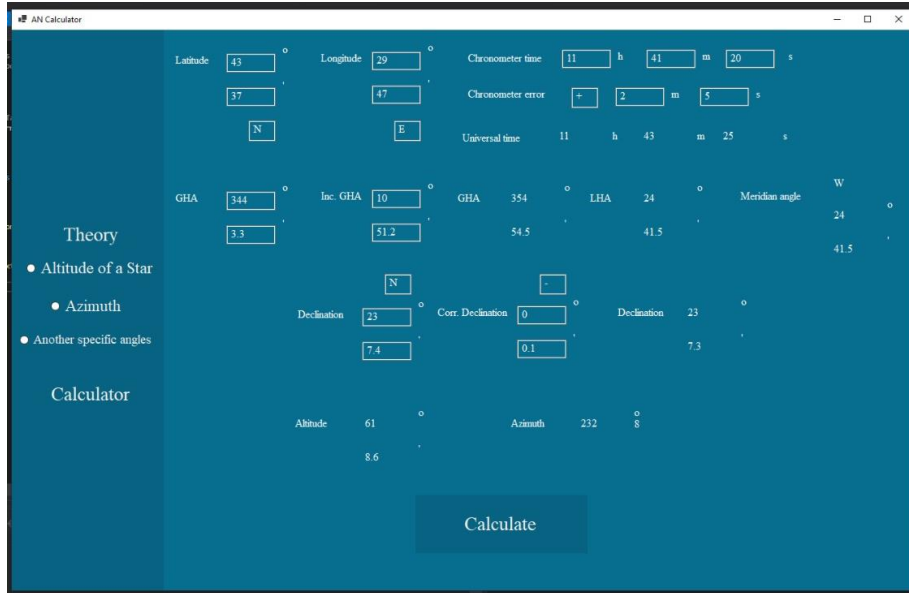 AN Calculator
Latitude 43 o Longitude 29 o Chronometer time 11 h 41 m 20 s
37 ' 47 ' Chronometer error + 2 m 5 s
N E Universal time 11 h 43 m 25 s
GHA 344 o Inc. GHA 10 o GHA 354 o LHA 24 o Meridian angle W
24 o
3.3 ' 51.2 ' 54.5 ' 41.5 ' 41.5 '
Theory
Altitude of a Star
Azimuth
Another specific angles
Calculator
N -
Declination 23 o Corr. Declination 0 o Declination 23 o
7.4 ' 0.1 ' 7.3 '
Altitude 61 o Azimuth 232 o 8
8.6 '
Calculate